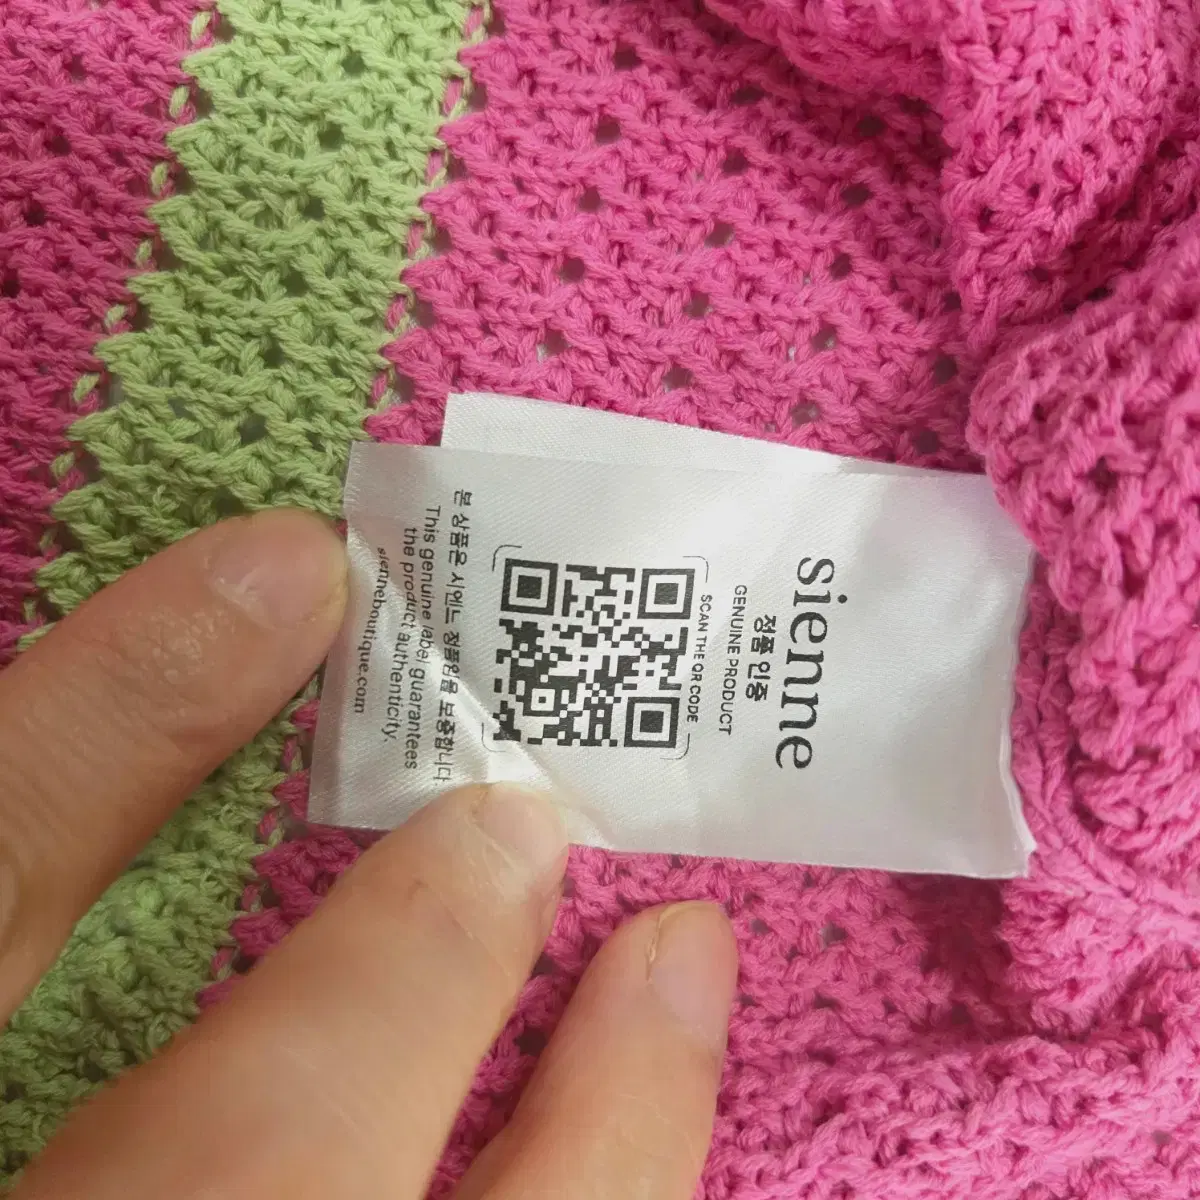 sienne
정품 인증
GENUINE PRODUCT
SCAN THE QR CODE
본 상품은 시엔느 정품임을 보증합니다.
This genuine label guarantees
the product authenticity.
sienneboutique.com